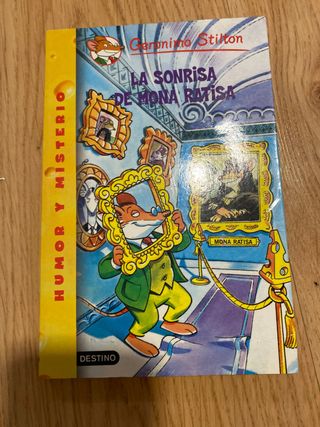 Geronimo Stilton
LA SONRISA
DE MONA RATISA
HUMOR Y MISTERIO
MONA RATISA
DESTINO